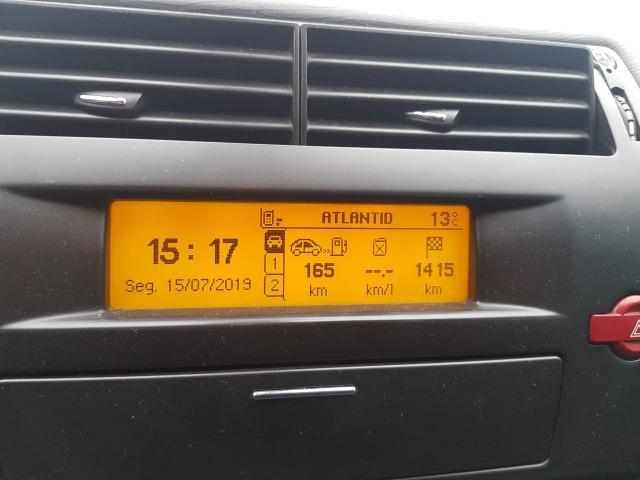 ATLANTID 13°C
15:17
Seg. 15/07/2019
1
2
165 --.- 1415
km km/l km